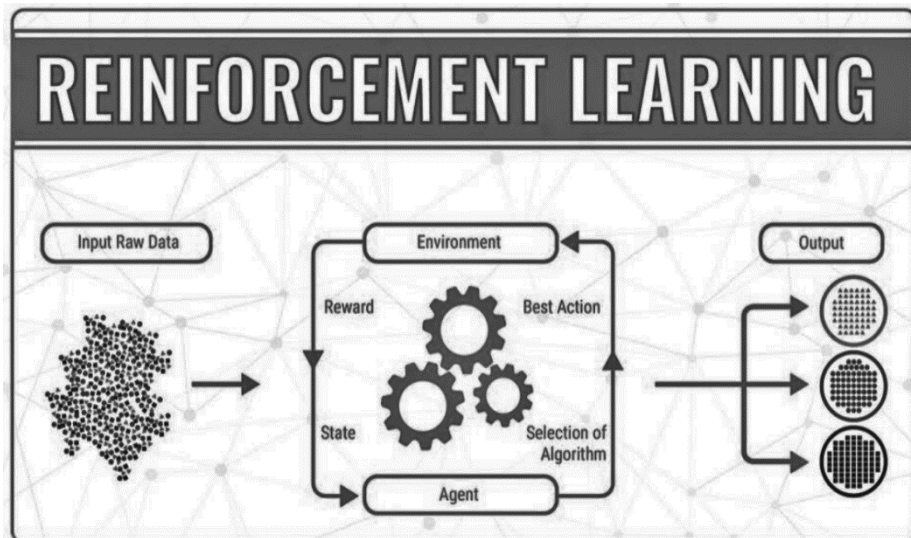 REINFORCEMENT LEARNING
Input Raw Data
Environment
Output
Reward
Best Action
State
Selection of
Algorithm
Agent